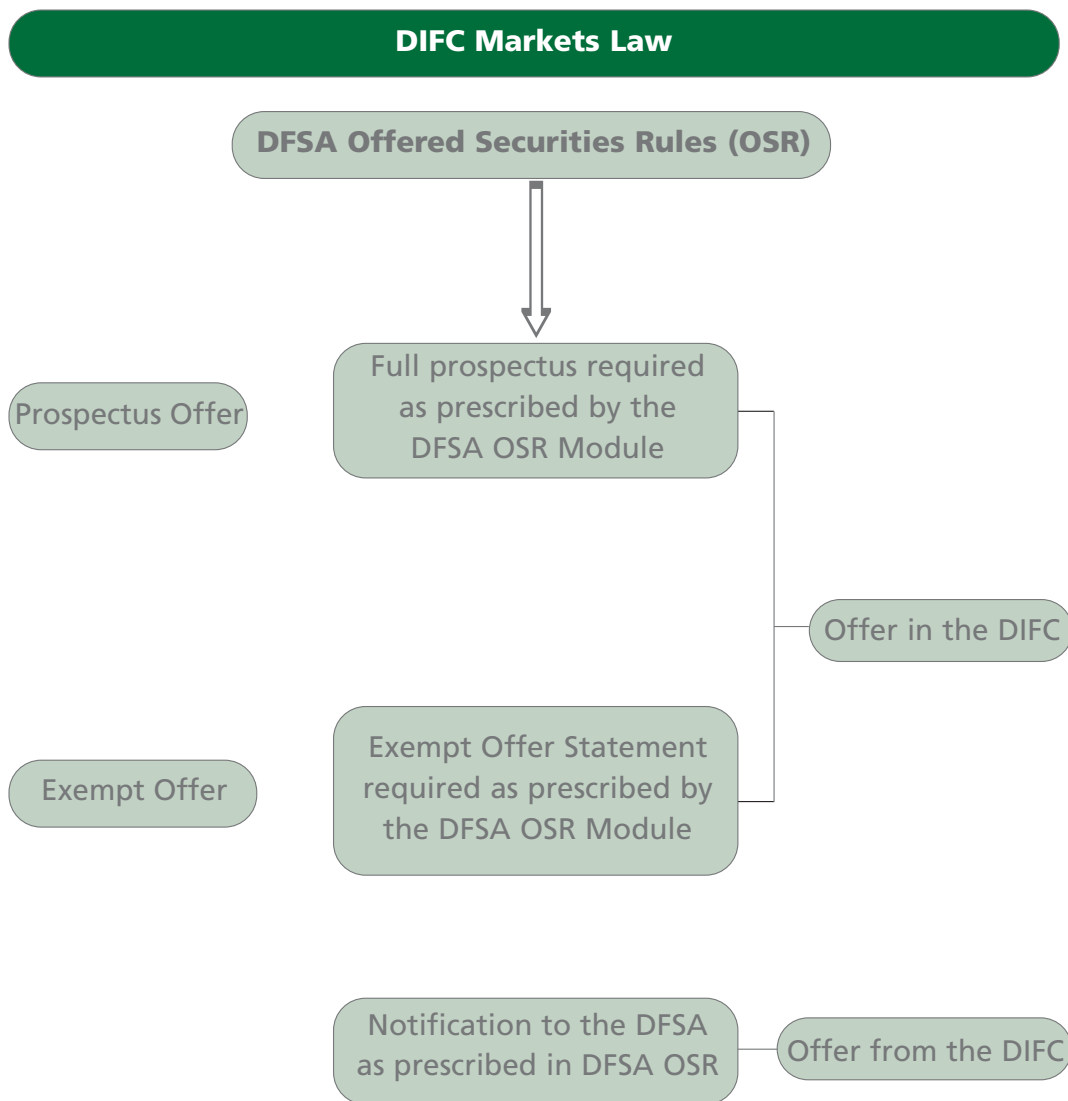 DIFC Markets Law
DFSA Offered Securities Rules (OSR)
Prospectus Offer
Full prospectus required
as prescribed by the
DFSA OSR Module
Offer in the DIFC
Exempt Offer
Exempt Offer Statement
required as prescribed by
the DFSA OSR Module
Notification to the DFSA
as prescribed in DFSA OSR
Offer from the DIFC